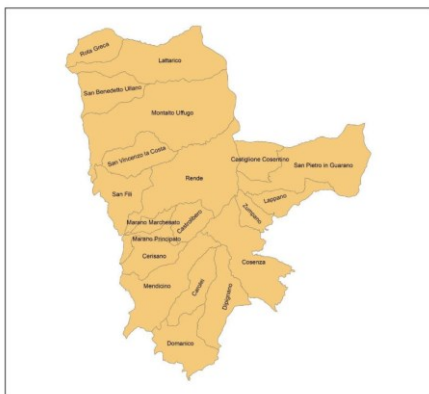 Rota Greca
Lattarico
San Benedetto Ullano
Montalto Uffugo
San Vincenzo la Costa
Castiglione Cosentino
San Pietro in Guarano
Rende
San Fili
Lappano
Zumpano
Marano Marchesato
Castrolibero
Marano Principato
Cerisano
Cosenza
Mendicino
Carolei
Dipignano
Domanico